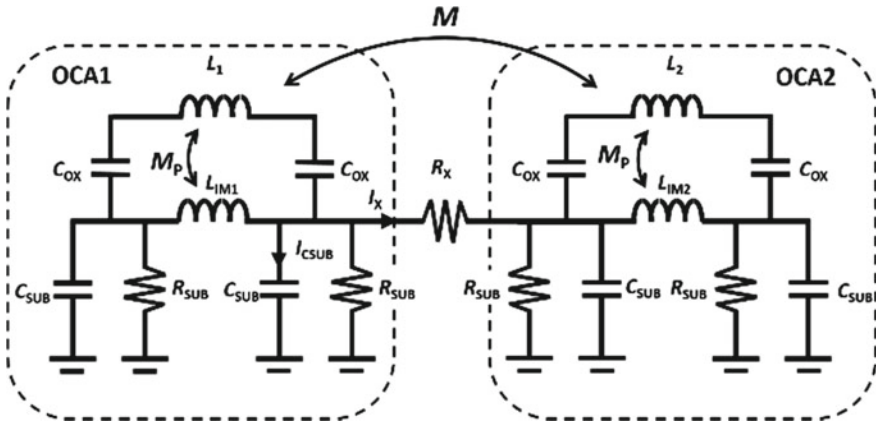 M
OCA1
L1
L2
OCA2
COX
MP
COX
RX
COX
MP
COX
LIM1
IX
LIM2
ICSUB
CSUB
RSUB
CSUB
RSUB
RSUB
CSUB
RSUB
CSUB